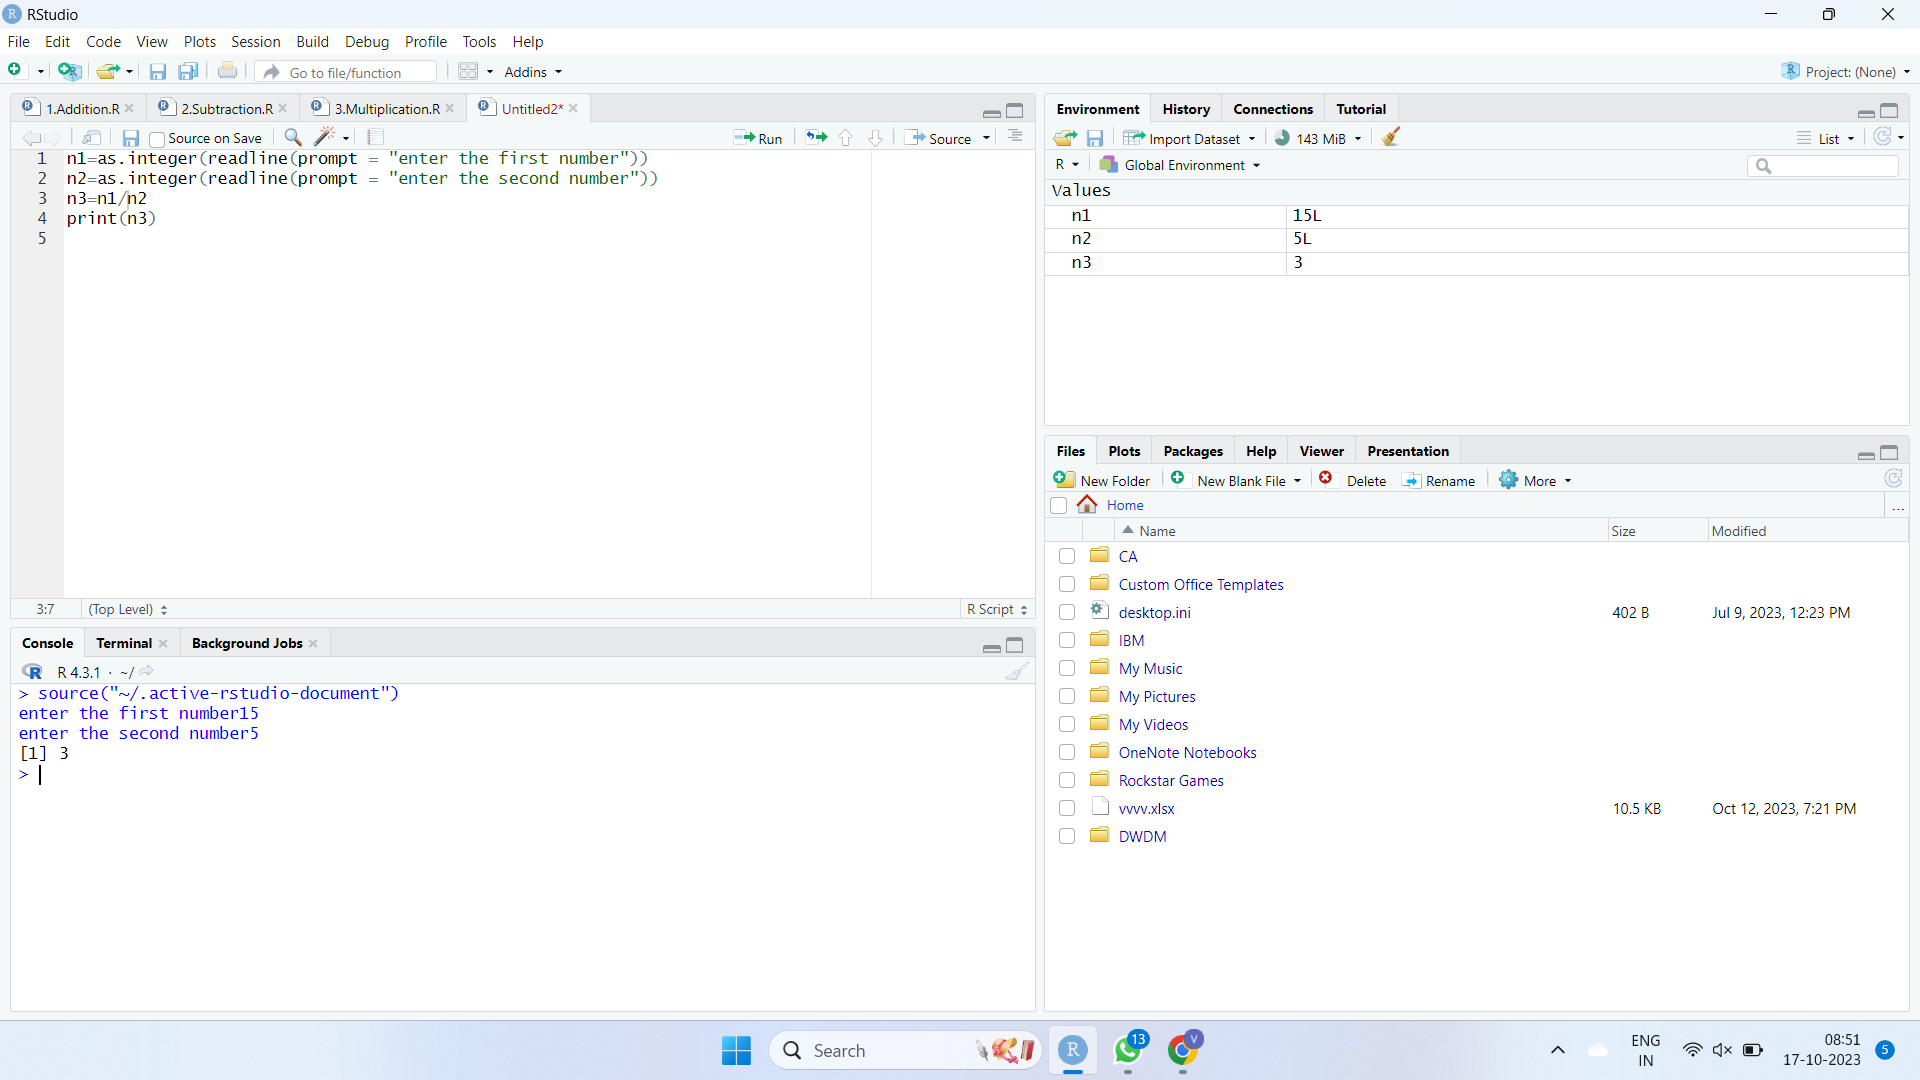 RStudio
File Edit Code View Plots Session Build Debug Profile Tools Help
Go to file/function Addins Project: (None)
1.Addition.R 2.Subtraction.R 3.Multiplication.R Untitled2*
Source on Save Run Source
1 n1=as.integer(readline(prompt = "enter the first number"))
2 n2=as.integer(readline(prompt = "enter the second number"))
3 n3=n1/n2
4 print(n3)
5
3:7 (Top Level) R Script
Console Terminal Background Jobs
R 4.3.1 · ~/
> source("~/.active-rstudio-document")
enter the first number15
enter the second number5
[1] 3
>
Environment History Connections Tutorial
Import Dataset 143 MiB List
R Global Environment
Values
n1 15L
n2 5L
n3 3
Files Plots Packages Help Viewer Presentation
New Folder New Blank File Delete Rename More
Home ...
Name Size Modified
CA
Custom Office Templates
desktop.ini 402 B Jul 9, 2023, 12:23 PM
IBM
My Music
My Pictures
My Videos
OneNote Notebooks
Rockstar Games
vvvv.xlsx 10.5 KB Oct 12, 2023, 7:21 PM
DWDM
Search R 13 V
ENG
IN
08:51
17-10-2023
5